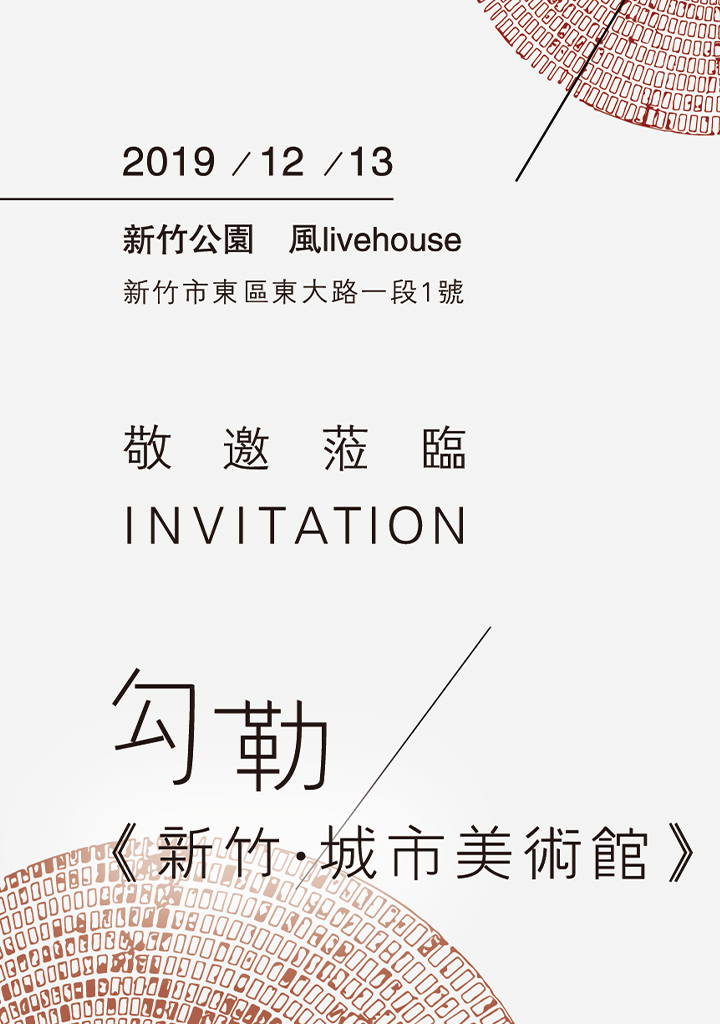 2019 / 12 / 13
新竹公園　風livehouse
新竹市東區東大路一段1號
敬邀蒞臨
INVITATION
勾勒
《新竹·城市美術館》